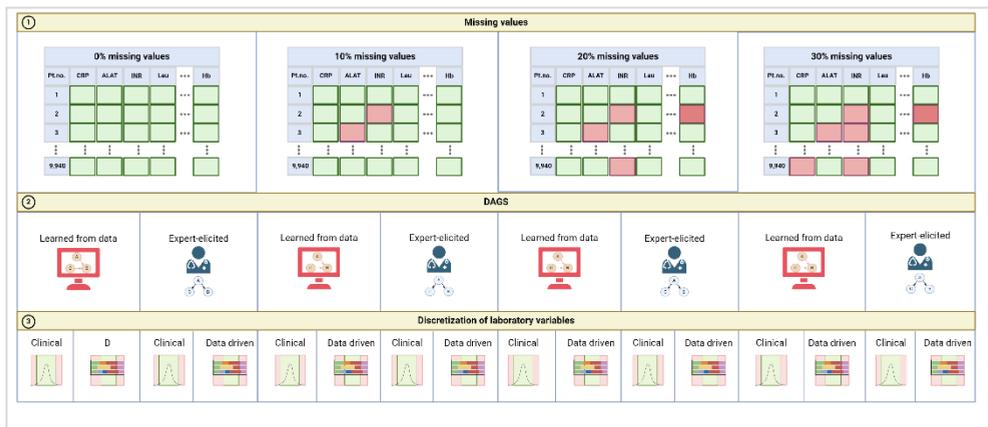 1 Missing values
0% missing values 10% missing values 20% missing values 30% missing values
Pt.no. CRP ALAT INR Leu ••• Hb Pt.no. CRP ALAT INR Leu ••• Hb Pt.no. CRP ALAT INR Leu ••• Hb Pt.no. CRP ALAT INR Leu ••• Hb
1 1 1 1
2 2 2 2
3 3 3 3
9,940 9,940 9,940 9,940
2 DAGS
Learned from data Expert-elicited Learned from data Expert-elicited Learned from data Expert-elicited Learned from data Expert-elicited
3 Discretization of laboratory variables
Clinical D Clinical Data driven Clinical Data driven Clinical Data driven Clinical Data driven Clinical Data driven Clinical Data driven Clinical Data driven